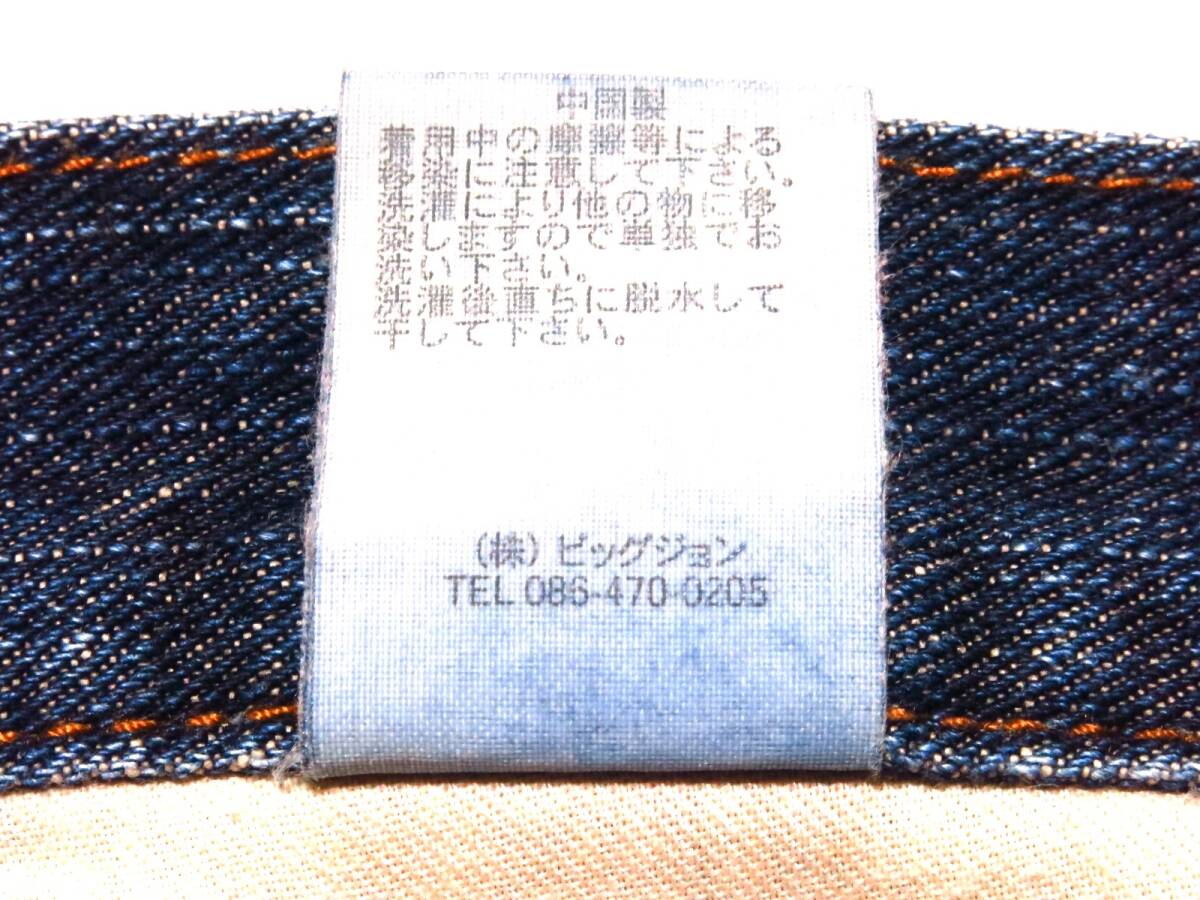 中国製
着用中の摩擦等による
移染に注意して下さい。
洗濯により他の物に移
染しますので単独でお
洗い下さい。
洗濯後直ちに脱水して
干して下さい。
(株) ビッグジョン
TEL 086-470-0205